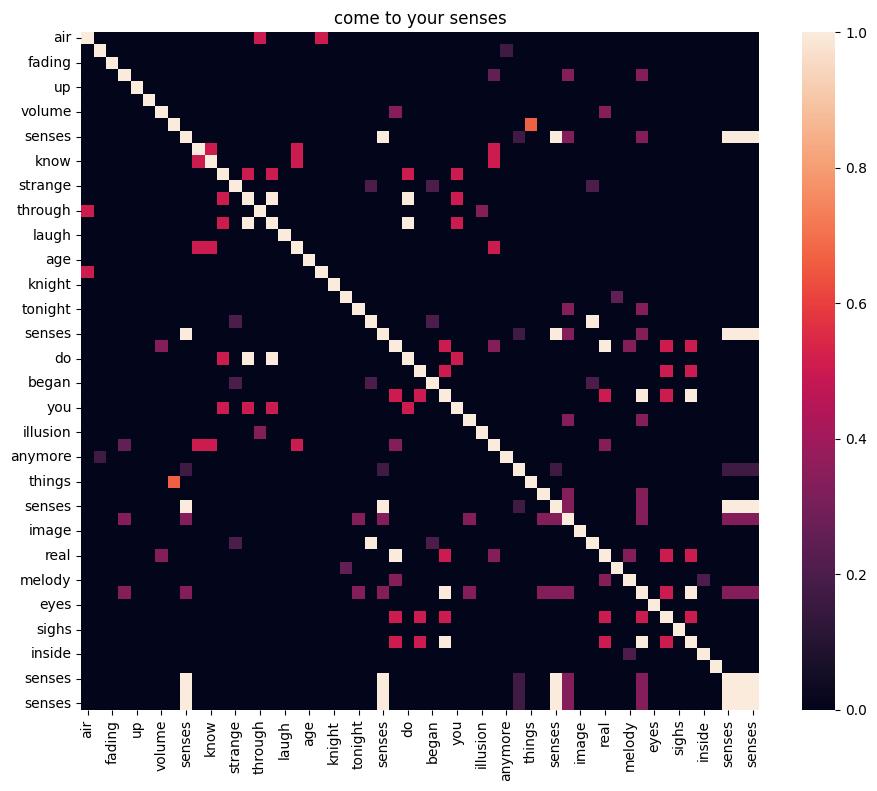 come to your senses
air
fading
up
volume
senses
know
strange
through
laugh
age
knight
tonight
senses
do
began
you
illusion
anymore
things
senses
image
real
melody
eyes
sighs
inside
senses
senses
air
fading
up
volume
senses
know
strange
through
laugh
age
knight
tonight
senses
do
began
you
illusion
anymore
things
senses
image
real
melody
eyes
sighs
inside
senses
senses
1.0
0.8
0.6
0.4
0.2
0.0